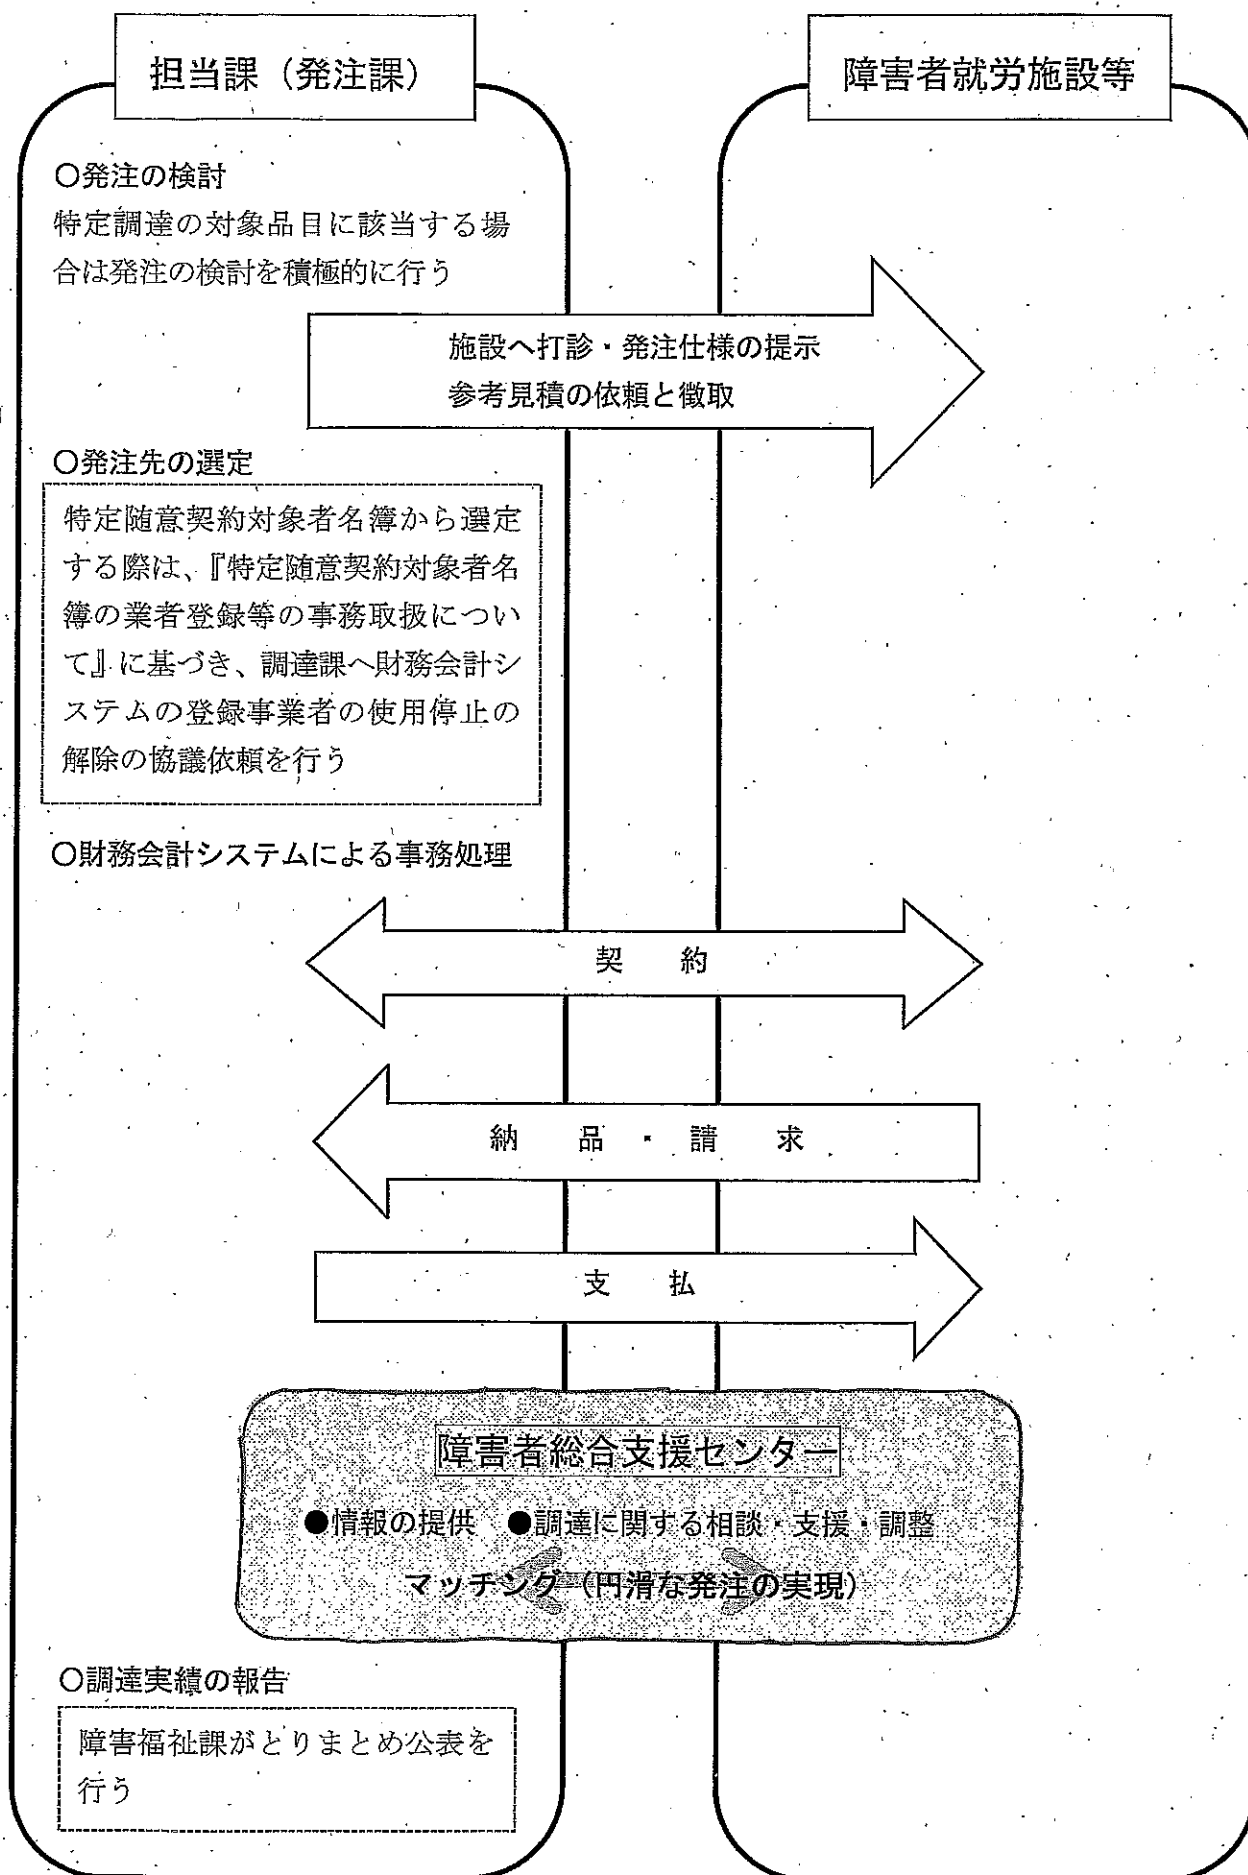 担当課（発注課）
障害者就労施設等
○発注の検討
特定調達の対象品目に該当する場
合は発注の検討を積極的に行う
施設へ打診・発注仕様の提示
参考見積の依頼と徴取
○発注先の選定
特定随意契約対象者名簿から選定
する際は、『特定随意契約対象者名
簿の業者登録等の事務取扱につい
て』に基づき、調達課へ財務会計シ
ステムの登録事業者の使用停止の
解除の協議依頼を行う
○財務会計システムによる事務処理
契　約
納　品・請　求
支　払
障害者総合支援センター
●情報の提供　●調達に関する相談・支援・調整
マッチング（円滑な発注の実現）
○調達実績の報告
障害福祉課がとりまとめ公表を
行う